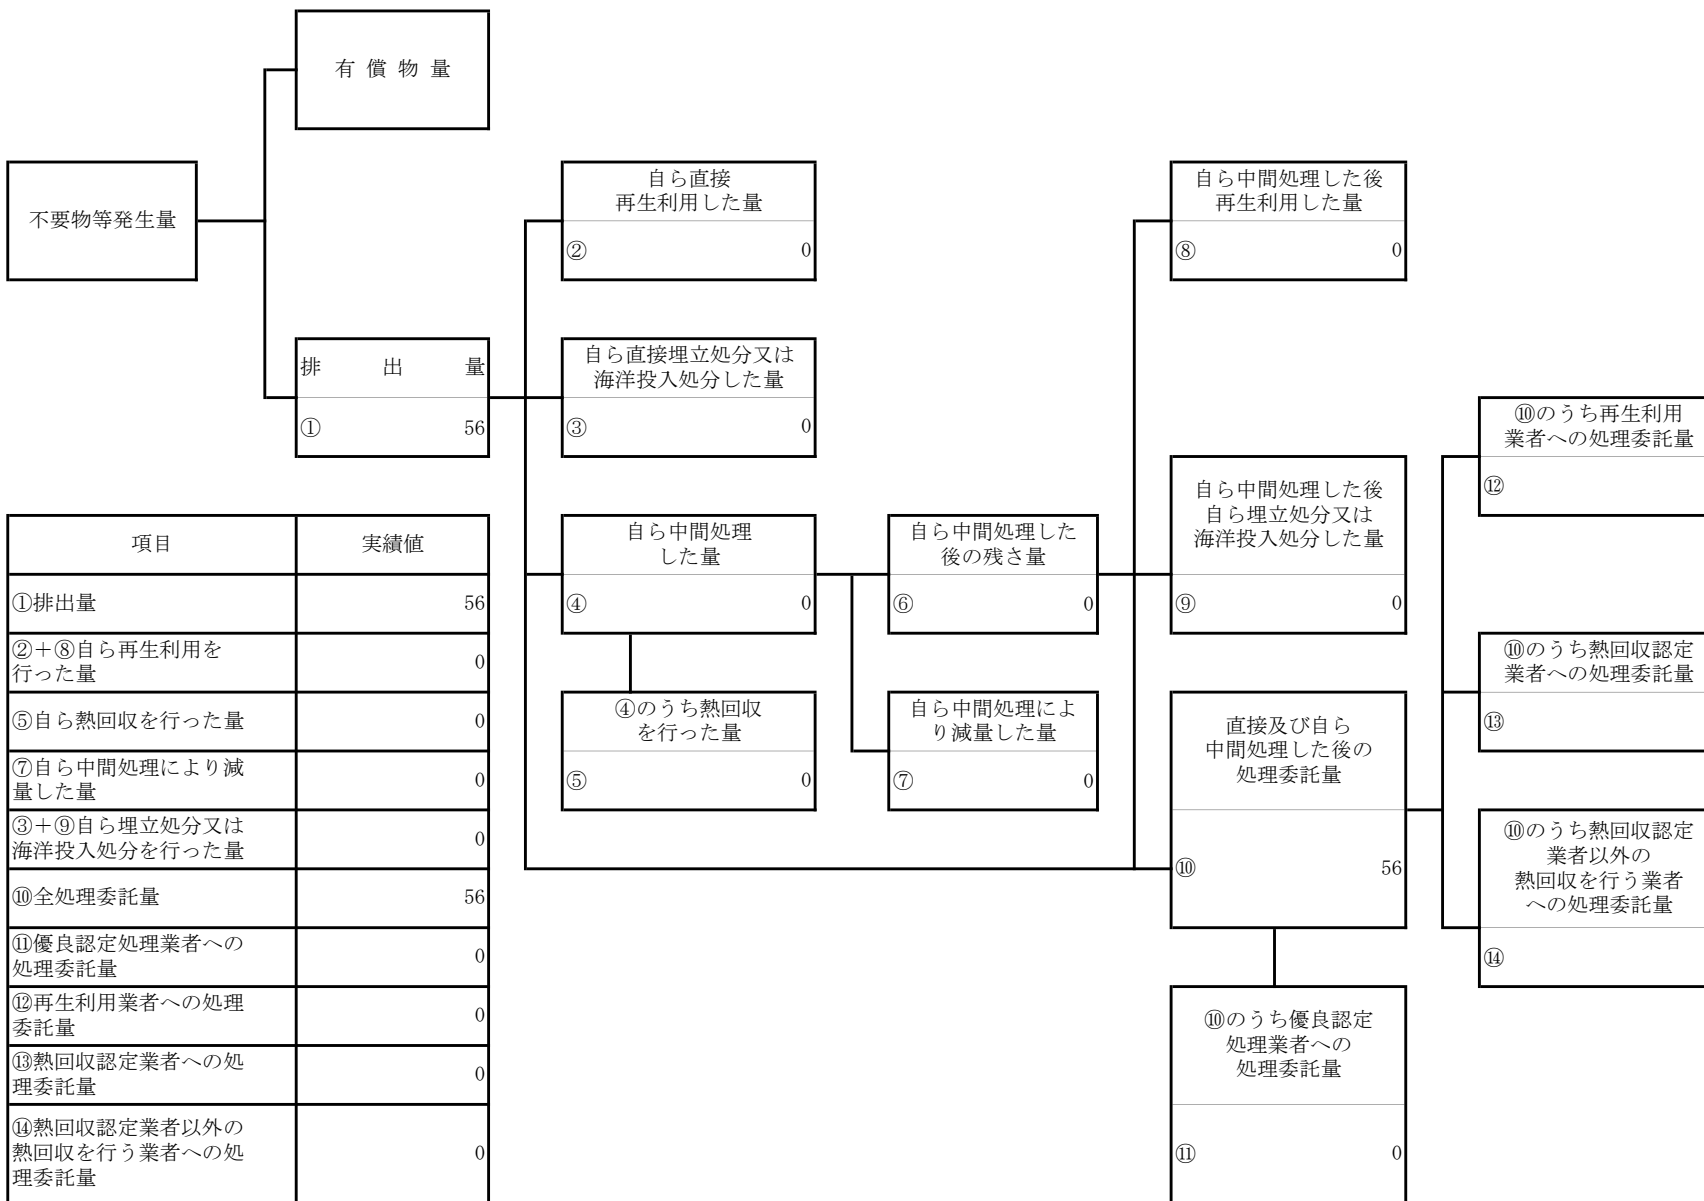 有 償 物 量
不要物等発生量
自ら直接
再生利用した量
② 0
自ら中間処理した後
再生利用した量
⑧ 0
排 出 量
① 56
自ら直接埋立処分又は
海洋投入処分した量
③ 0
⑩のうち再生利用
業者への処理委託量
⑫
自ら中間処理した後
自ら埋立処分又は
海洋投入処分した量
⑨ 0
自ら中間処理
した量
④ 0
自ら中間処理した
後の残さ量
⑥ 0
⑩のうち熱回収認定
業者への処理委託量
⑬
④のうち熱回収
を行った量
⑤ 0
自ら中間処理によ
り減量した量
⑦ 0
直接及び自ら
中間処理した後の
処理委託量
⑩ 56
⑩のうち熱回収認定
業者以外の
熱回収を行う業者
への処理委託量
⑭
⑩のうち優良認定
処理業者への
処理委託量
⑪ 0
項目 実績値
①排出量 56
②+⑧自ら再生利用を
行った量 0
⑤自ら熱回収を行った量 0
⑦自ら中間処理により減
量した量 0
③+⑨自ら埋立処分又は
海洋投入処分を行った量 0
⑩全処理委託量 56
⑪優良認定処理業者への
処理委託量 0
⑫再生利用業者への処理
委託量 0
⑬熱回収認定業者への処
理委託量 0
⑭熱回収認定業者以外の
熱回収を行う業者への処
理委託量 0